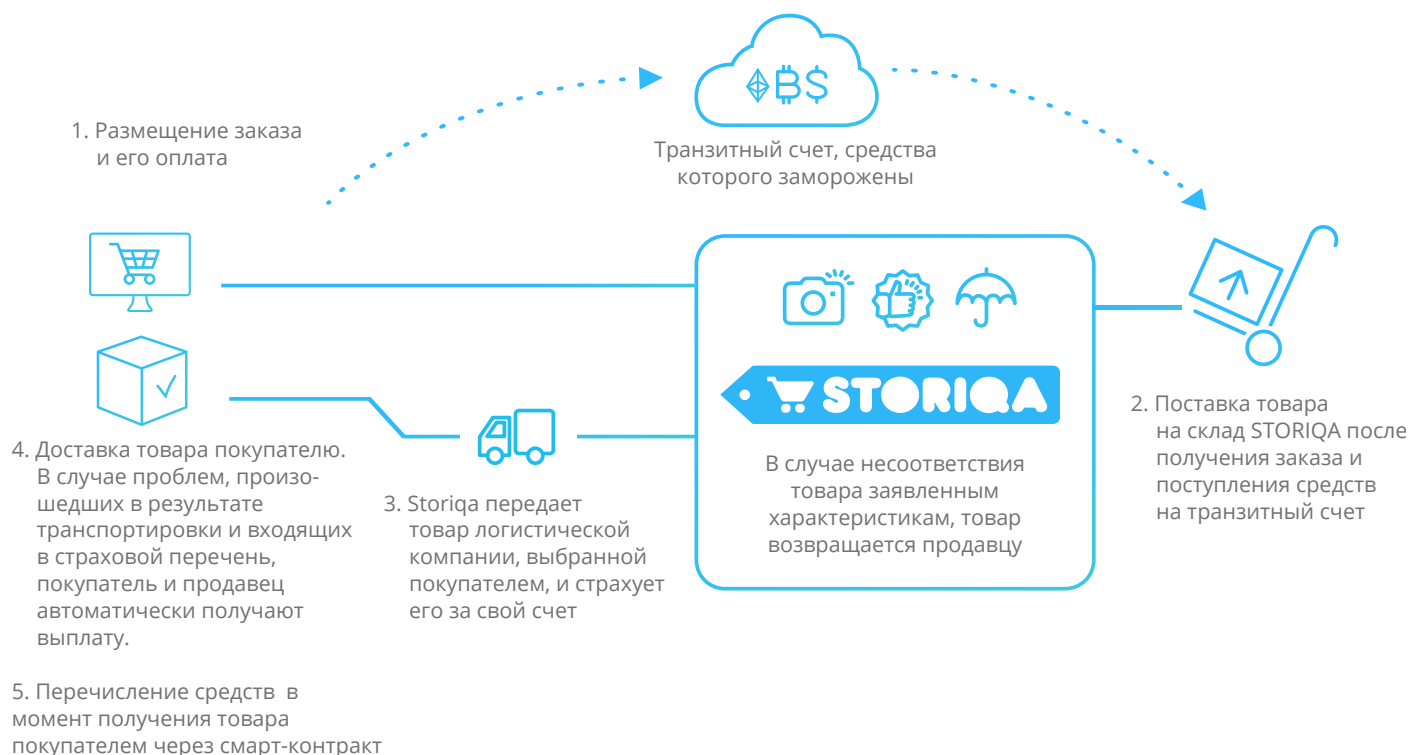 1. Размещение заказа
и его оплата
Транзитный счет, средства
которого заморожены
STORIQA
В случае несоответствия
товара заявленным
характеристикам, товар
возвращается продавцу
2. Поставка товара
на склад STORIQA после
получения заказа и
поступления средств
на транзитный счет
3. Storiqa передает
товар логистической
компании, выбранной
покупателем, и страхует
его за свой счет
4. Доставка товара покупателю.
В случае проблем, произо-
шедших в результате
транспортировки и входящих
в страховой перечень,
покупатель и продавец
автоматически получают
выплату.
5. Перечисление средств в
момент получения товара
покупателем через смарт-контракт